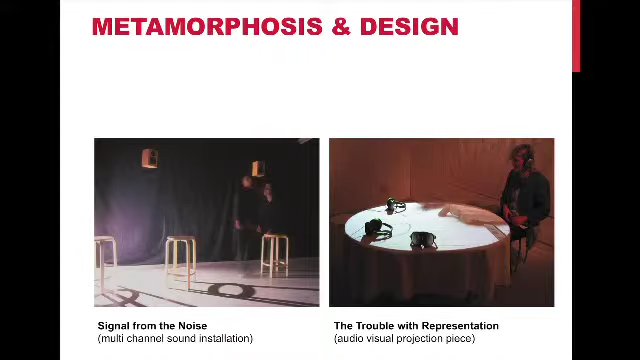 METAMORPHOSIS & DESIGN
Signal from the Noise
(multi channel sound installation)
The Trouble with Representation
(audio visual projection piece)